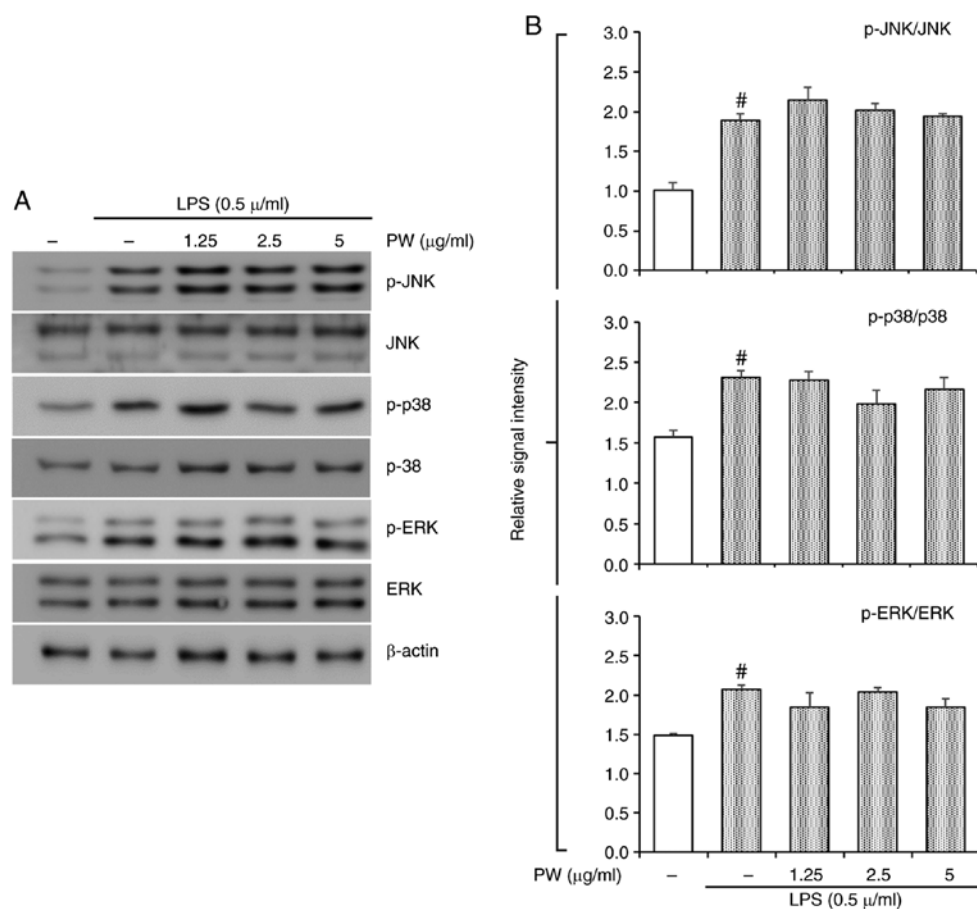 A
LPS (0.5 μ/ml)
– – 1.25 2.5 5 PW (μg/ml)
p-JNK
JNK
p-p38
p-38
p-ERK
ERK
β-actin
B
Relative signal intensity
p-JNK/JNK
3.0
2.5
2.0
1.5
1.0
0.5
0.0
#
p-p38/p38
3.0
2.5
2.0
1.5
1.0
0.5
0.0
#
p-ERK/ERK
3.0
2.5
2.0
1.5
1.0
0.5
0.0
#
PW (μg/ml) – – 1.25 2.5 5
LPS (0.5 μ/ml)